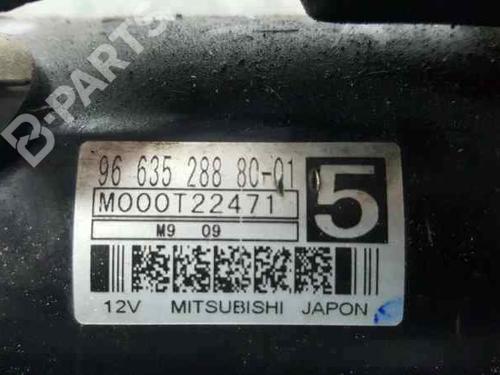 B-PARTS
96 635 288 80-01
5
M000T22471
M9 09
12V MITSUBISHI JAPON